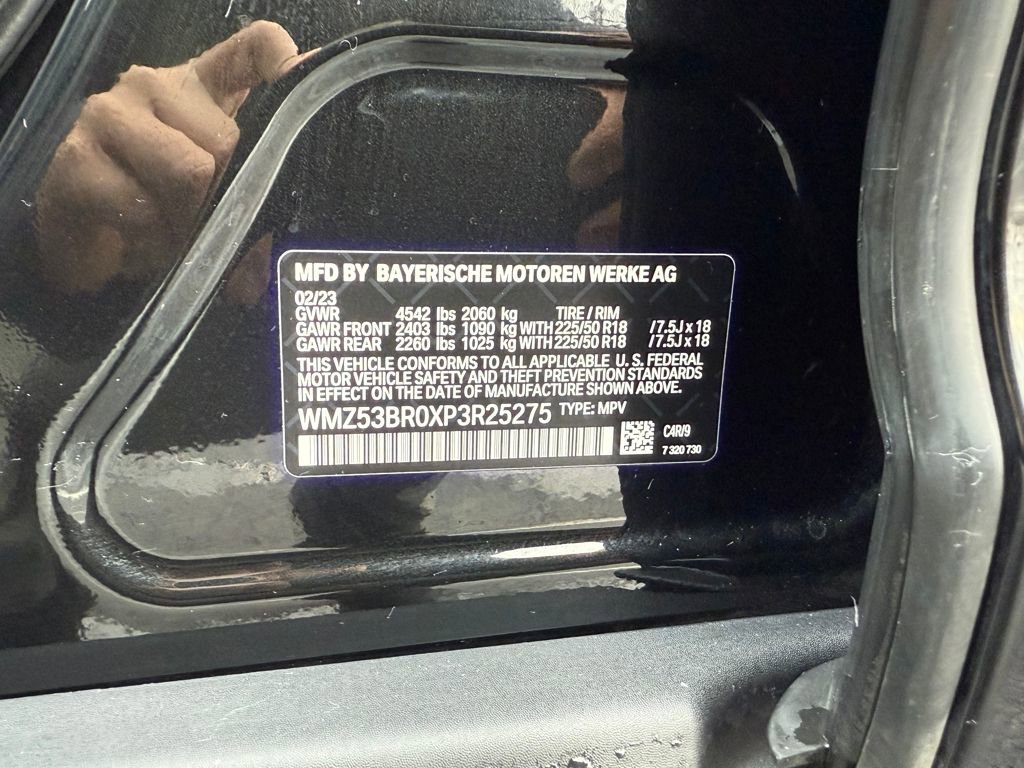 MFD BY BAYERISCHE MOTOREN WERKE AG
02/23
GVWR 4542 lbs 2060 kg TIRE / RIM
GAWR FRONT 2403 lbs 1090 kg WITH 225/50 R18 / 7.5J x 18
GAWR REAR 2260 lbs 1025 kg WITH 225/50 R18 / 7.5J x 18
THIS VEHICLE CONFORMS TO ALL APPLICABLE U. S. FEDERAL
MOTOR VEHICLE SAFETY AND THEFT PREVENTION STANDARDS
IN EFFECT ON THE DATE OF MANUFACTURE SHOWN ABOVE.
WMZ53BR0XP3R25275 TYPE: MPV
C4R/9
7 320 730